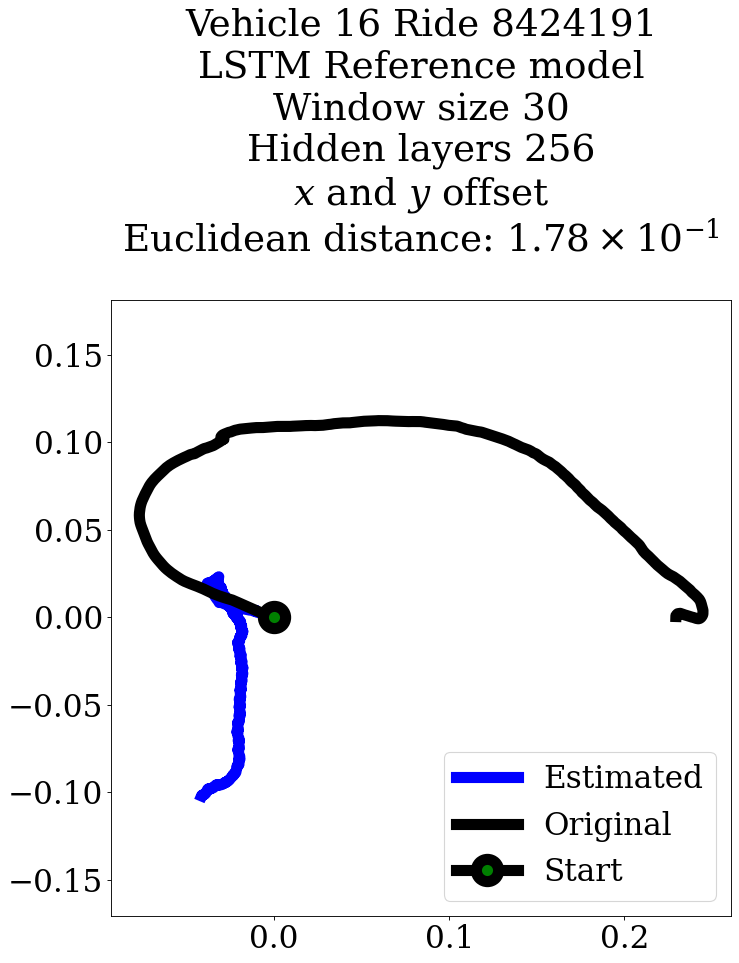 Vehicle 16 Ride 8424191
LSTM Reference model
Window size 30
Hidden layers 256
x and y offset
Euclidean distance: 1.78 × 10⁻¹
0.15
0.10
0.05
0.00
−0.05
−0.10
−0.15
0.0 0.1 0.2
Estimated
Original
Start